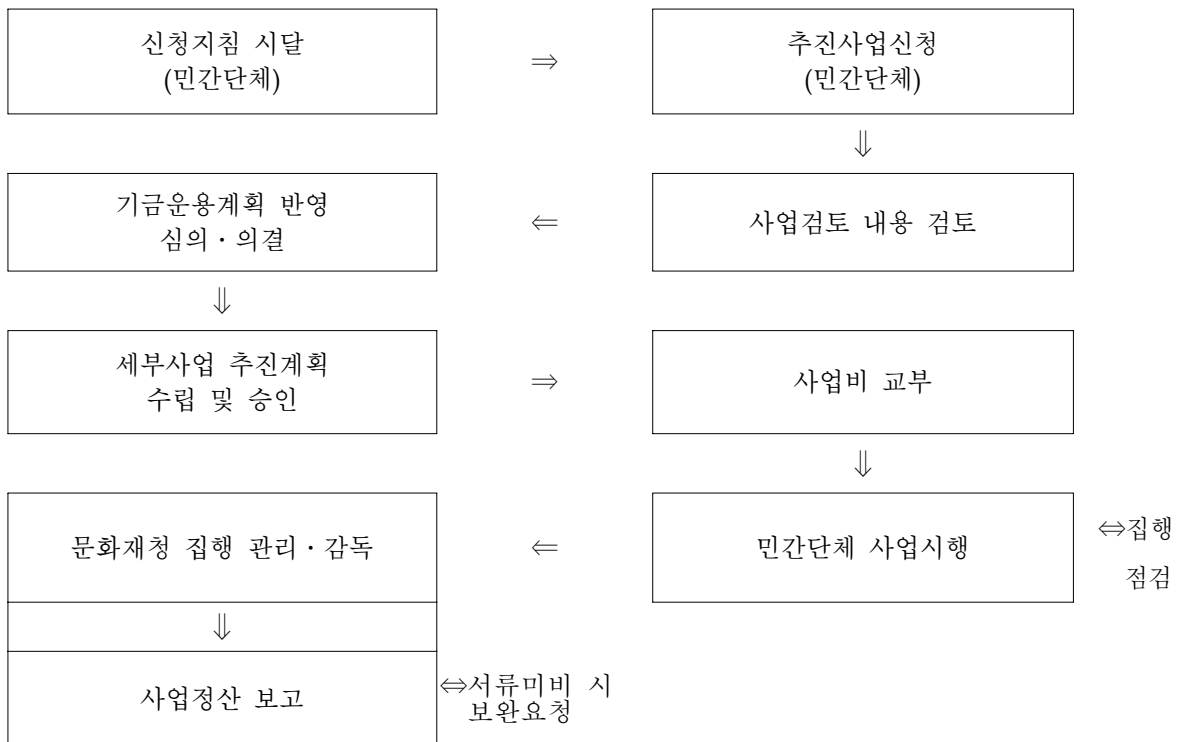 신청지침 시달
(민간단체)
⇒
추진사업신청
(민간단체)
⇓
기금운용계획 반영
심의・의결
⇐
사업검토 내용 검토
⇓
세부사업 추진계획
수립 및 승인
⇒
사업비 교부
⇓
문화재청 집행 관리・감독
⇐
민간단체 사업시행
⇔집행
점검
⇓
사업정산 보고
⇔서류미비 시
보완요청